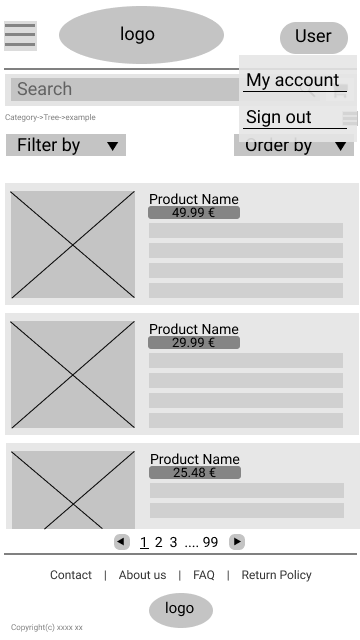 logo
User
My account
Search
Sign out
Category->Tree->example
Filter by
Order by
Product Name
49.99 €
Product Name
29.99 €
Product Name
25.48 €
1 2 3 .... 99
Contact | About us | FAQ | Return Policy
logo
Copyright(c) xxxx xx